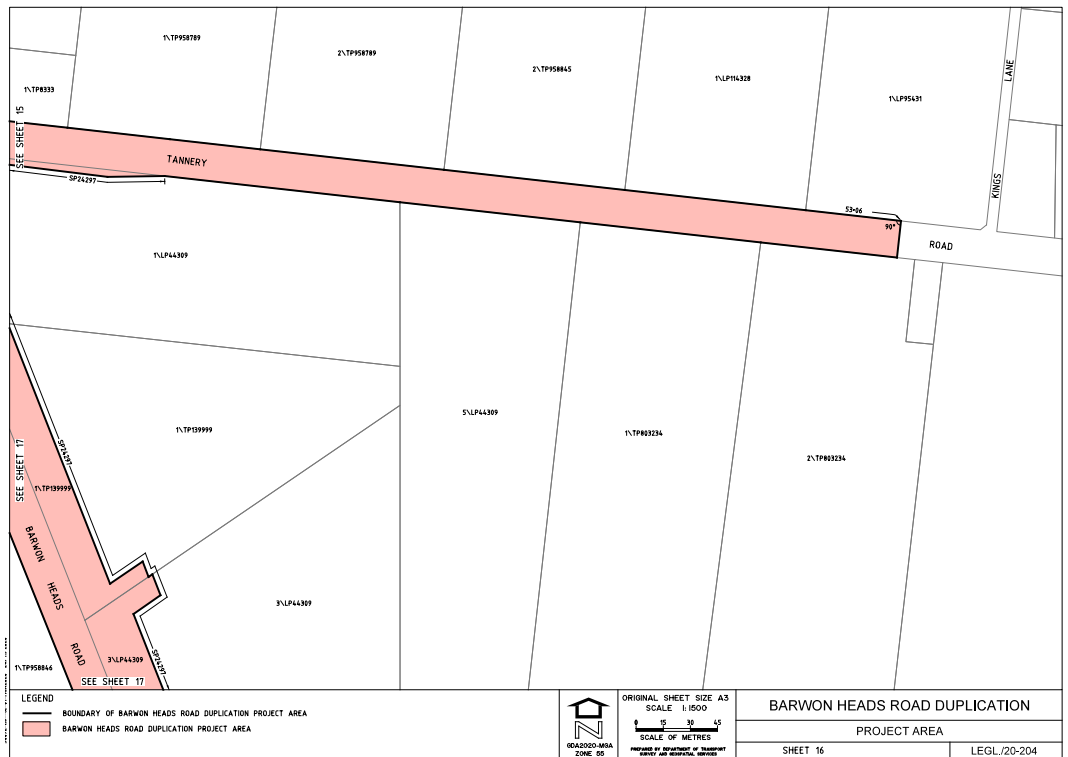 1\TP958789
2\TP958789
2\TP958845
1\LP114328
1\LP95431
1\TP8333
SEE SHEET 15
TANNERY
SP24297
LANE
KINGS
53·06
90°
ROAD
1\LP44309
1\TP139999
5\LP44309
1\TP803234
2\TP803234
SP24297
SEE SHEET 17
1\TP139999
BARWON
HEADS
ROAD
3\LP44309
3\LP44309
SP24297
1\TP958846
SEE SHEET 17
LEGEND
BOUNDARY OF BARWON HEADS ROAD DUPLICATION PROJECT AREA
BARWON HEADS ROAD DUPLICATION PROJECT AREA
GDA2020-MGA
ZONE 55
ORIGINAL SHEET SIZE A3
SCALE 1:1500
0 15 30 45
SCALE OF METRES
PREPARED BY DEPARTMENT OF TRANSPORT
SURVEY AND GEOSPATIAL SERVICES
BARWON HEADS ROAD DUPLICATION
PROJECT AREA
SHEET 16
LEGL./20-204